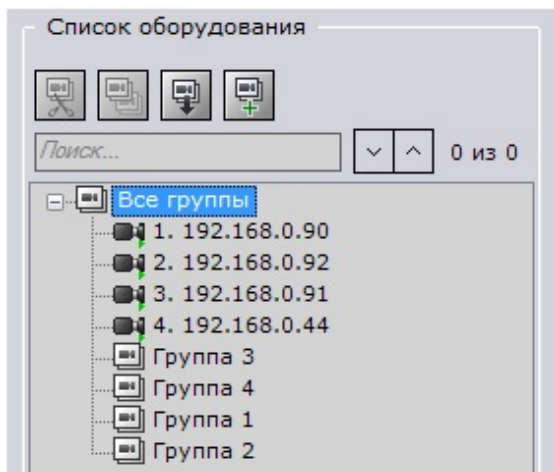 Список оборудования
Поиск...
0 из 0
Все группы
1. 192.168.0.90
2. 192.168.0.92
3. 192.168.0.91
4. 192.168.0.44
Группа 3
Группа 4
Группа 1
Группа 2